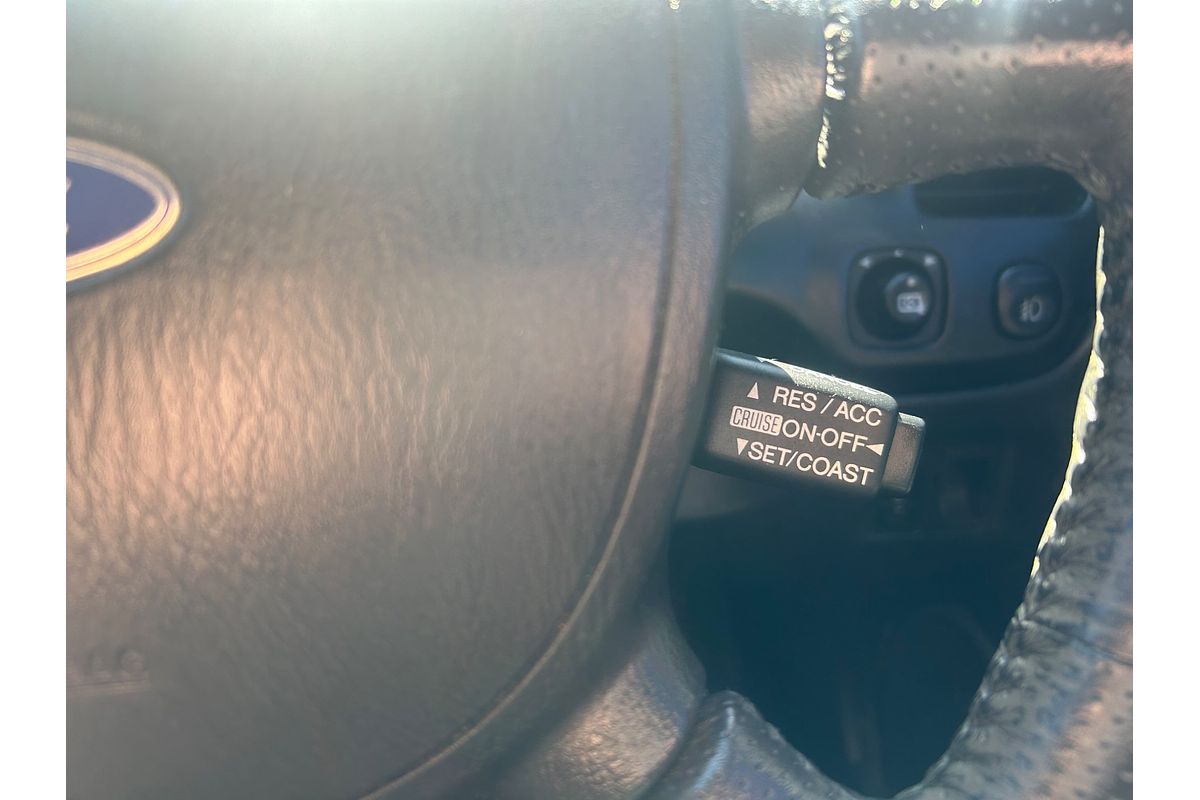 ▲ RES / ACC
CRUISE ON-OFF ◄
▼ SET/COAST